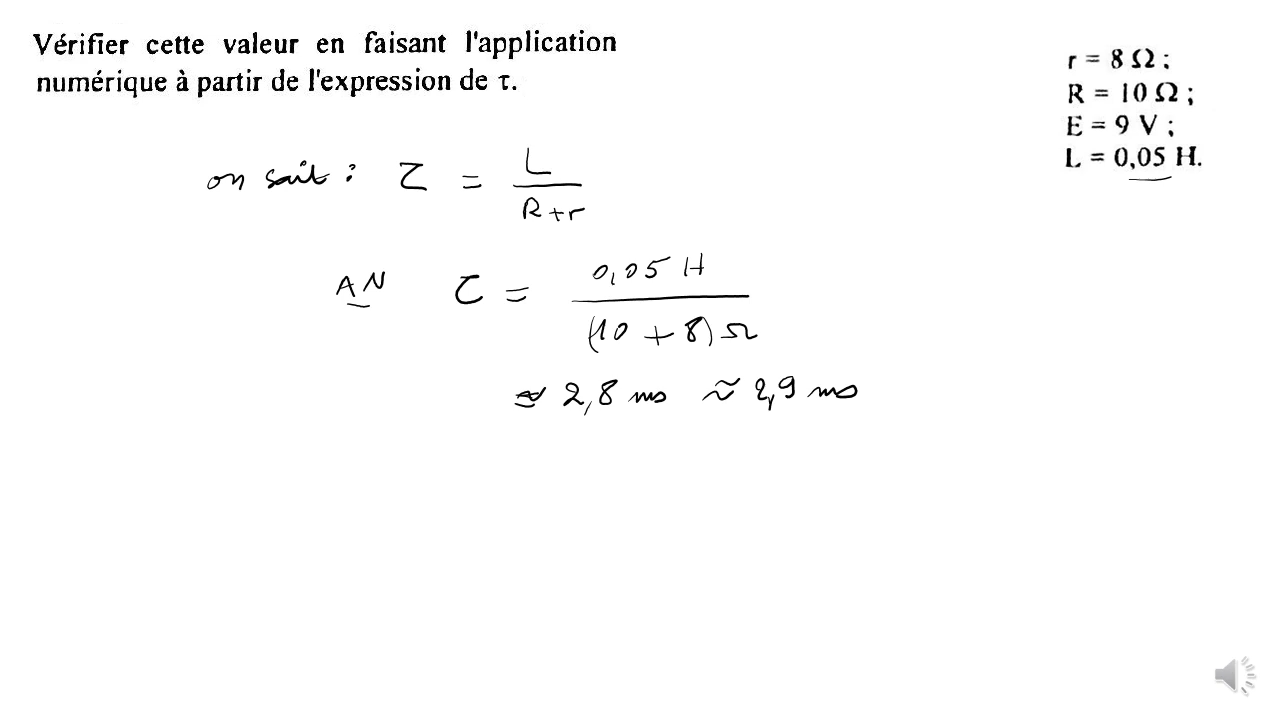 Vérifier cette valeur en faisant l'application
numérique à partir de l'expression de τ.
r = 8 Ω ;
R = 10 Ω ;
E = 9 V ;
L = 0,05 H.
on sait : τ = L / R+r
AN τ = 0,05 H / (10 + 8) Ω
≈ 2,8 ms ≈ 2,9 ms